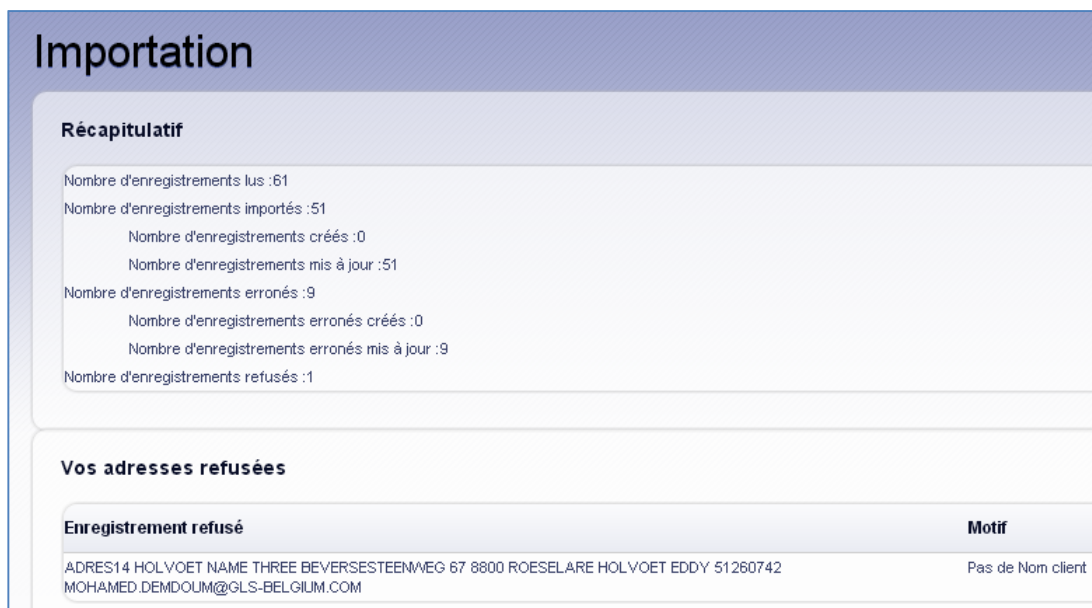 Importation
Récapitulatif
Nombre d'enregistrements lus :61
Nombre d'enregistrements importés :51
Nombre d'enregistrements créés :0
Nombre d'enregistrements mis à jour :51
Nombre d'enregistrements erronés :9
Nombre d'enregistrements erronés créés :0
Nombre d'enregistrements erronés mis à jour :9
Nombre d'enregistrements refusés :1
Vos adresses refusées
Enregistrement refusé Motif
ADRES14 HOLVOET NAME THREE BEVERSESTEENWEG 67 8800 ROESELARE HOLVOET EDDY 51260742 Pas de Nom client
MOHAMED.DEMDOUM@GLS-BELGIUM.COM